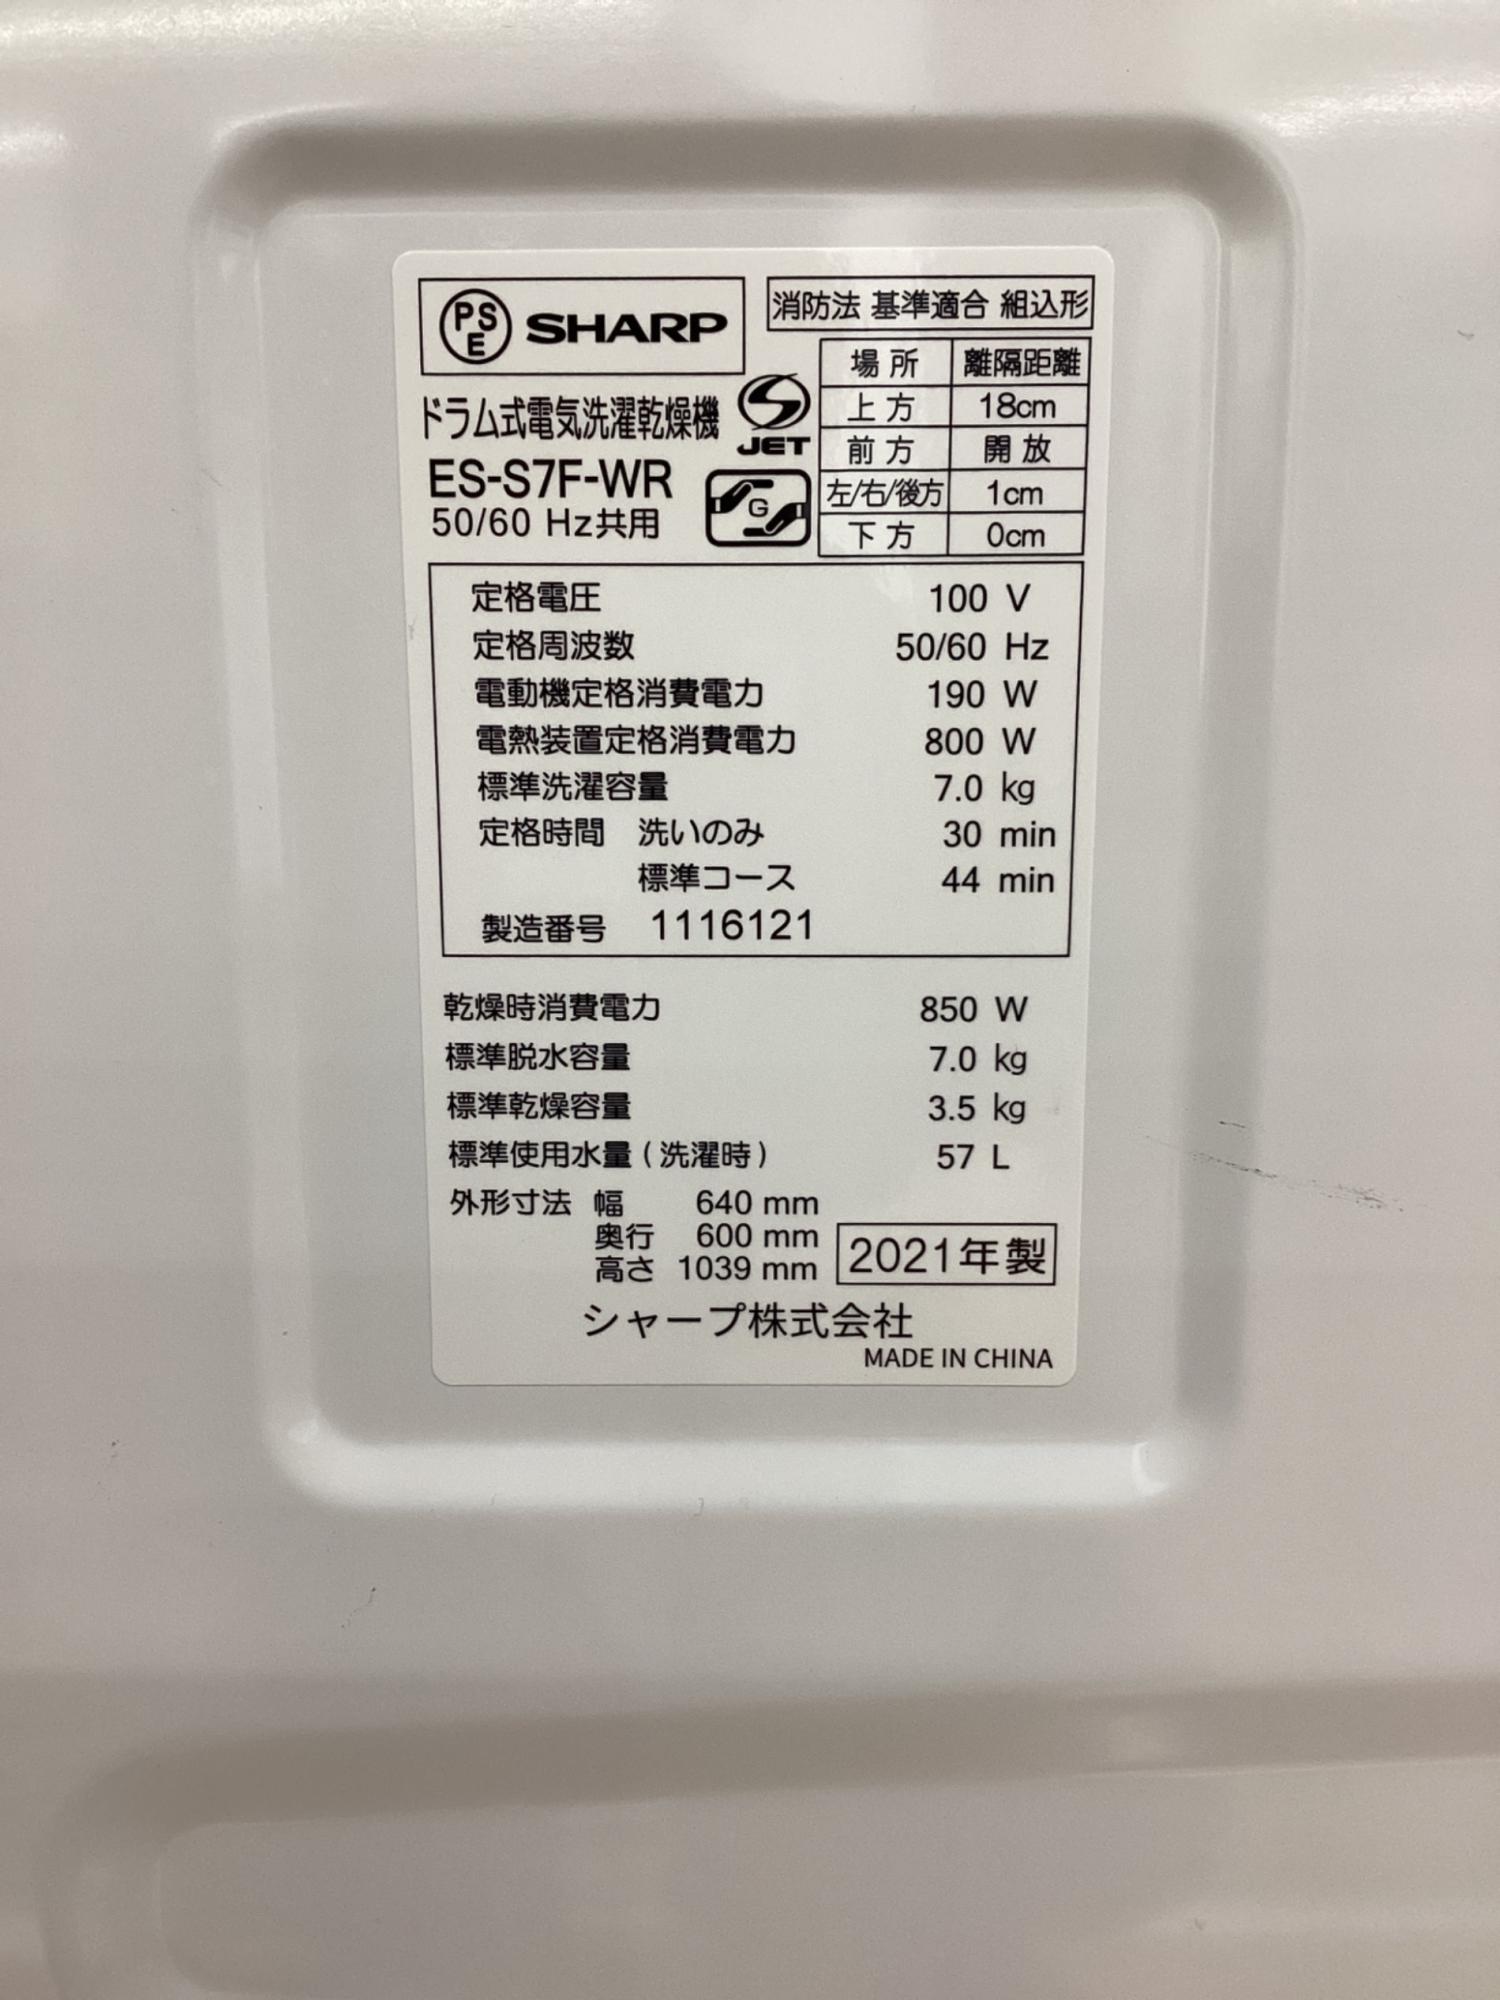 PSE SHARP
消防法 基準適合 組込形
ドラム式電気洗濯乾燥機
ES-S7F-WR
50/60 Hz共用
S JET
G
場所 離隔距離
上方 18cm
前方 開放
左/右/後方 1cm
下方 0cm
定格電圧 100 V
定格周波数 50/60 Hz
電動機定格消費電力 190 W
電熱装置定格消費電力 800 W
標準洗濯容量 7.0 kg
定格時間 洗いのみ 30 min
標準コース 44 min
製造番号 1116121
乾燥時消費電力 850 W
標準脱水容量 7.0 kg
標準乾燥容量 3.5 kg
標準使用水量(洗濯時) 57 L
外形寸法 幅 640 mm
奥行 600 mm
高さ 1039 mm
2021年製
シャープ株式会社
MADE IN CHINA